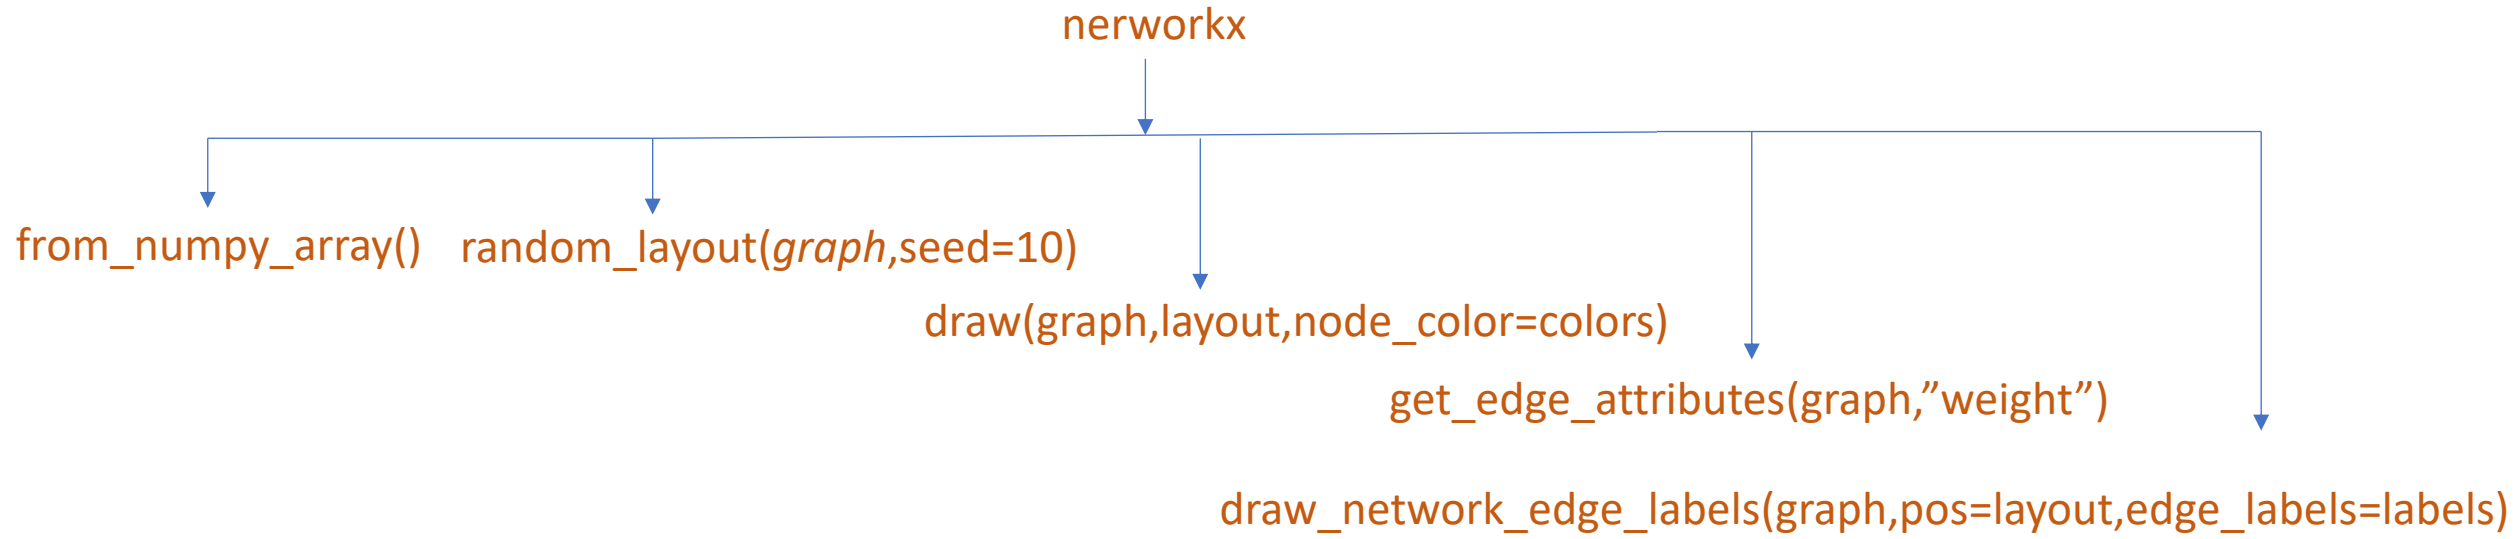 nerworkx
from_numpy_array()
random_layout(graph,seed=10)
draw(graph,layout,node_color=colors)
get_edge_attributes(graph,”weight”)
draw_network_edge_labels(graph,pos=layout,edge_labels=labels)